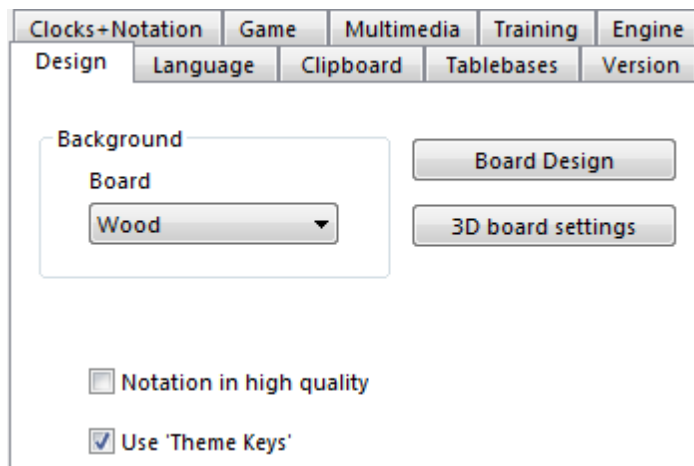 Clocks+Notation Game Multimedia Training Engine
Design Language Clipboard Tablebases Version
Background
Board Design
Board
Wood
3D board settings
Notation in high quality
Use 'Theme Keys'